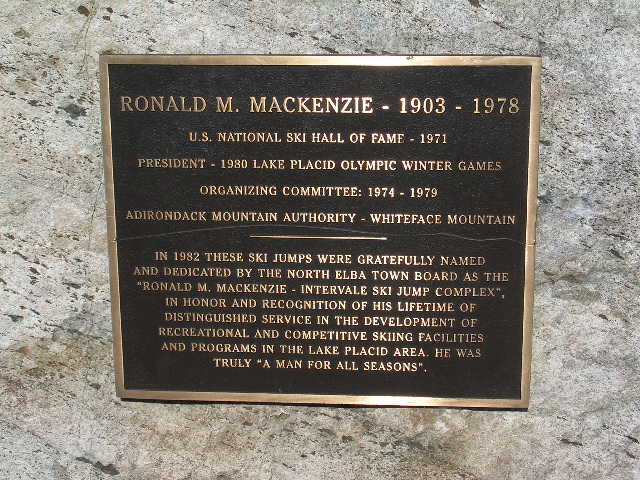 RONALD M. MACKENZIE - 1903 - 1978
U.S. NATIONAL SKI HALL OF FAME - 1971
PRESIDENT - 1980 LAKE PLACID OLYMPIC WINTER GAMES
ORGANIZING COMMITTEE: 1974 - 1979
ADIRONDACK MOUNTAIN AUTHORITY - WHITEFACE MOUNTAIN
IN 1982 THESE SKI JUMPS WERE GRATEFULLY NAMED
AND DEDICATED BY THE NORTH ELBA TOWN BOARD AS THE
"RONALD M. MACKENZIE - INTERVALE SKI JUMP COMPLEX",
IN HONOR AND RECOGNITION OF HIS LIFETIME OF
DISTINGUISHED SERVICE IN THE DEVELOPMENT OF
RECREATIONAL AND COMPETITIVE SKIING FACILITIES
AND PROGRAMS IN THE LAKE PLACID AREA. HE WAS
TRULY "A MAN FOR ALL SEASONS".